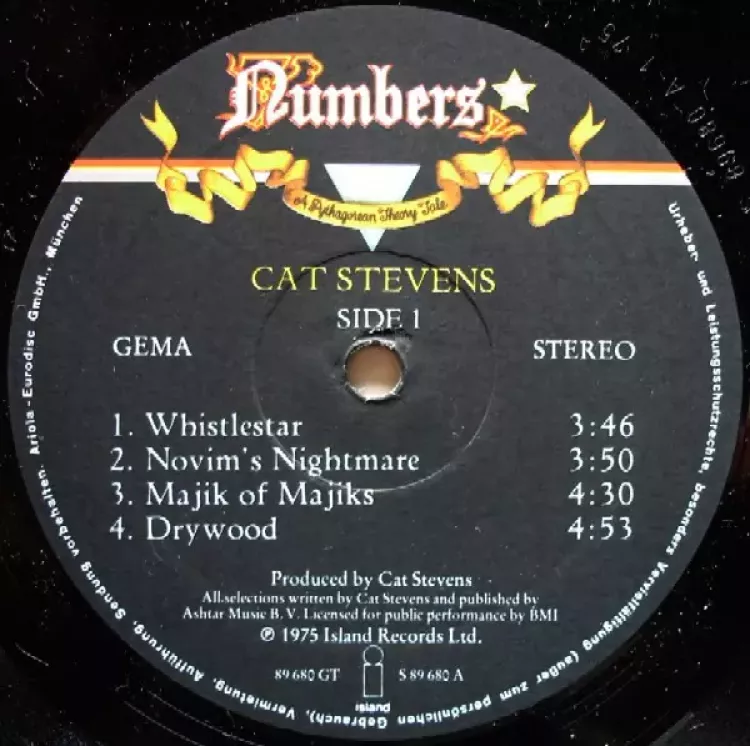 Numbers
A Pythagorean Theory Tale
CAT STEVENS
SIDE 1
GEMA
STEREO
1. Whistlestar 3:46
2. Novim's Nightmare 3:50
3. Majik of Majiks 4:30
4. Drywood 4:53
Produced by Cat Stevens
All selections written by Cat Stevens and published by
Ashtar Music B. V. Licensed for public performance by BMI
℗ 1975 Island Records Ltd.
89 680 GT
S 89 680 A
island
Urheber- und Leistungsschutzrechte, besonders Vervielfältigung (außer zum persönlichen Gebrauch), Vermietung, Aufführung, Sendung vorbehalten. Ariola-Eurodisc GmbH., München